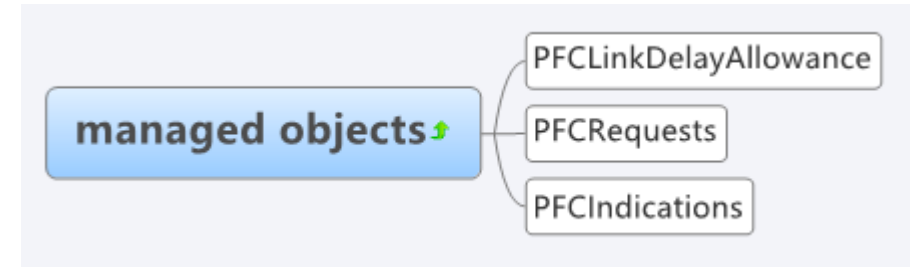 managed objects
PFCLinkDelayAllowance
PFCRequests
PFCIndications